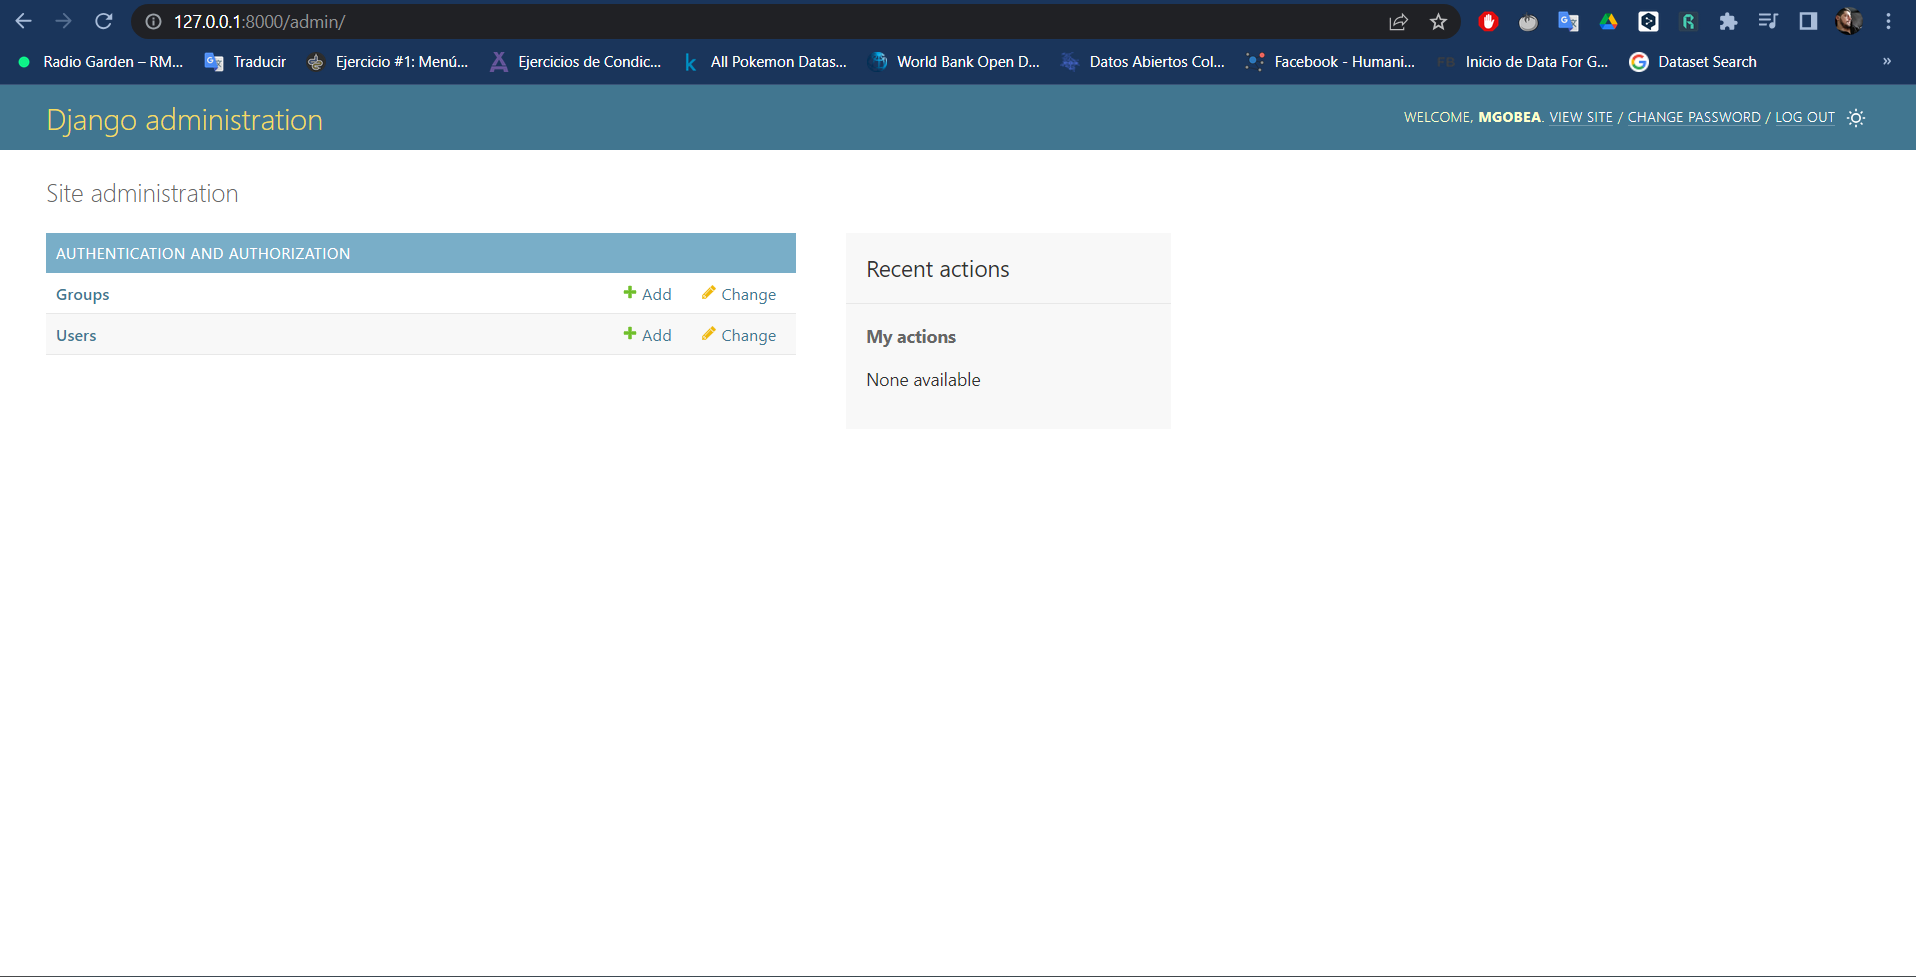 127.0.0.1:8000/admin/
Radio Garden – RM... Traducir Ejercicio #1: Menú... Ejercicios de Condic... All Pokemon Datas... World Bank Open D... Datos Abiertos Col... Facebook - Humani... FB Inicio de Data For G... Dataset Search »
Django administration
WELCOME, MGOBEA. VIEW SITE / CHANGE PASSWORD / LOG OUT
Site administration
AUTHENTICATION AND AUTHORIZATION
Groups Add Change
Users Add Change
Recent actions
My actions
None available